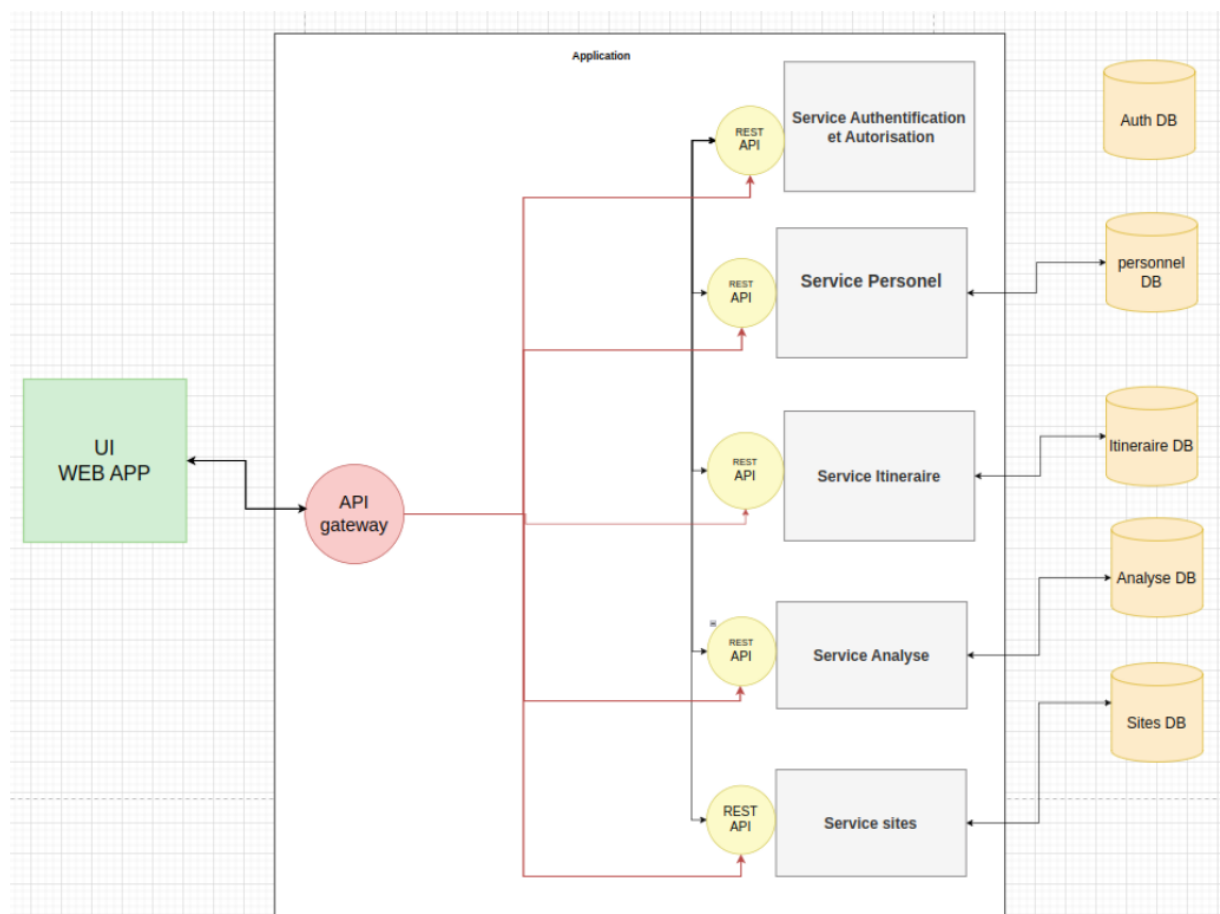 Application
Service Authentification
et Autorisation
REST
API
Auth DB
REST
API
Service Personel
personnel
DB
UI
WEB APP
API
gateway
REST
API
Service Itineraire
Itineraire DB
REST
API
Service Analyse
Analyse DB
REST
API
Service sites
Sites DB